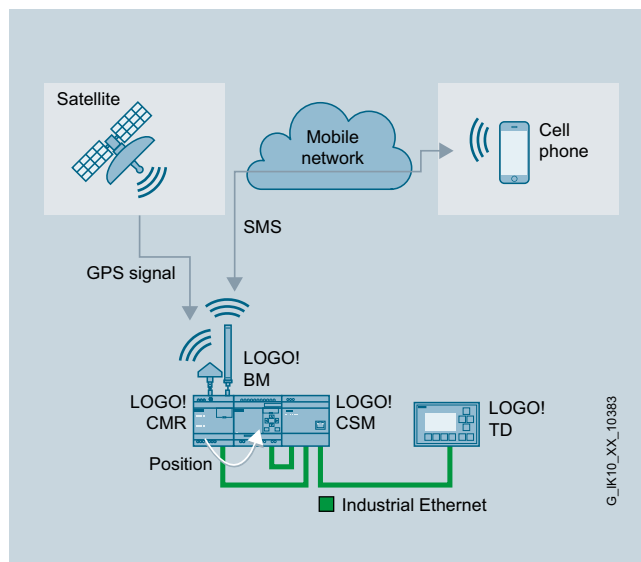 Satellite
Mobile
network
Cell
phone
SMS
GPS signal
LOGO!
BM
LOGO!
CMR
LOGO!
CSM
LOGO!
TD
Position
Industrial Ethernet
G_IK10_XX_10383